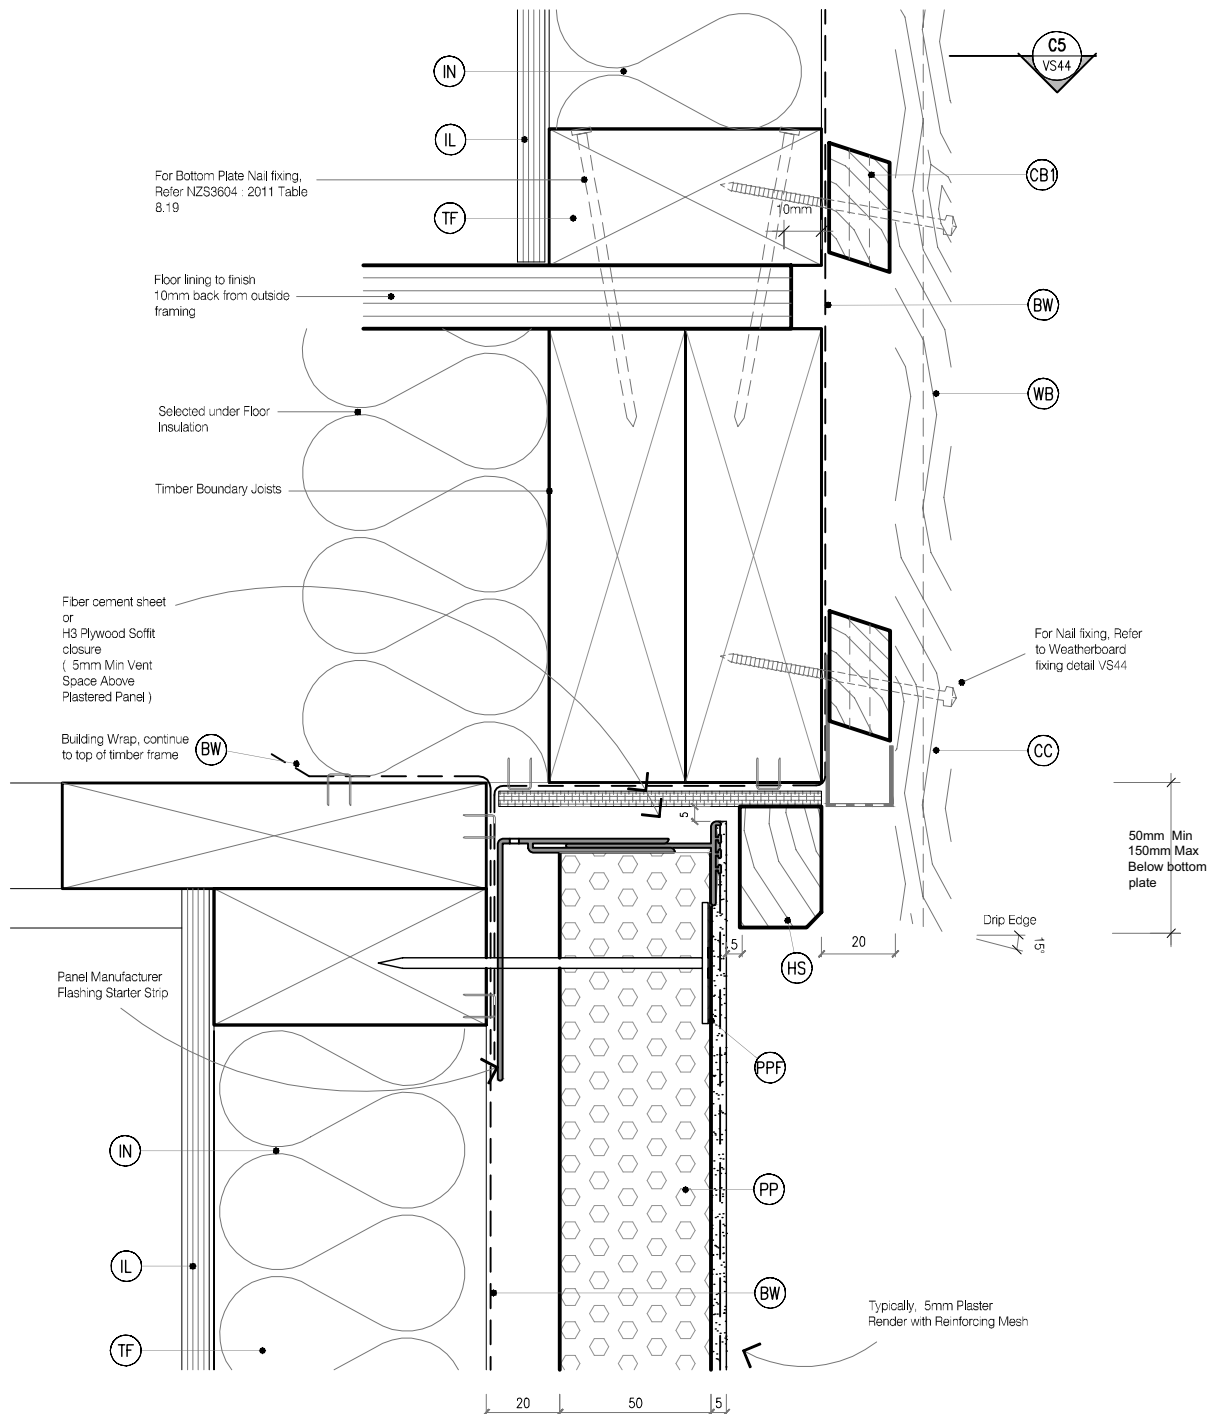 C5
VS44
IN
IL
For Bottom Plate Nail fixing,
Refer NZS3604 : 2011 Table
8.19
CB1
TF
10mm
Floor lining to finish
10mm back from outside
framing
BW
WB
Selected under Floor
Insulation
Timber Boundary Joists
Fiber cement sheet
or
H3 Plywood Soffit
closure
( 5mm Min Vent
Space Above
Plastered Panel )
For Nail fixing, Refer
to Weatherboard
fixing detail VS44
Building Wrap, continue
to top of timber frame
BW
CC
5
50mm Min
150mm Max
Below bottom
plate
Drip Edge
15°
5
20
HS
Panel Manufacturer
Flashing Starter Strip
PPF
IN
PP
IL
BW
Typically, 5mm Plaster
Render with Reinforcing Mesh
TF
20
50
5